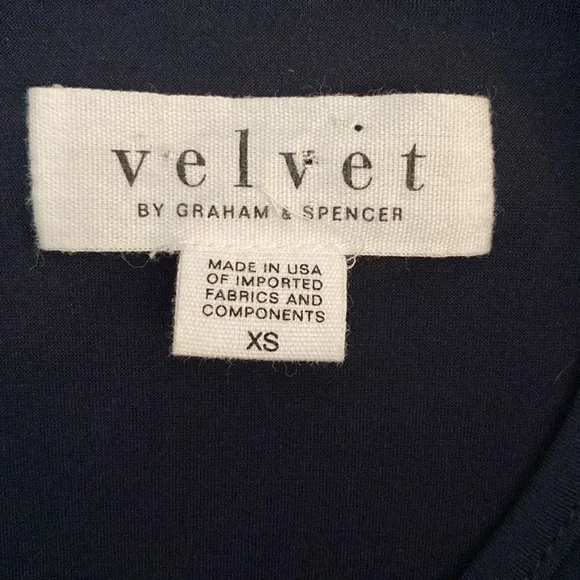 velvet
BY GRAHAM & SPENCER
MADE IN USA
OF IMPORTED
FABRICS AND
COMPONENTS
XS